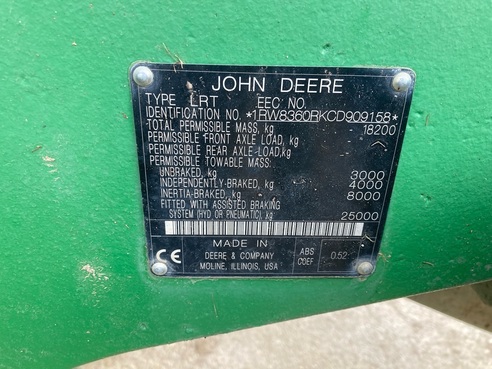 JOHN DEERE
TYPE LRT EEC NO.
IDENTIFICATION NO. *1RW8360RKCD909158*
TOTAL PERMISSIBLE MASS, kg 18200
PERMISSIBLE FRONT AXLE LOAD, kg
PERMISSIBLE REAR AXLE-LOAD, kg
PERMISSIBLE TOWABLE MASS:
UNBRAKED, kg 3000
INDEPENDENTLY-BRAKED, kg 4000
INERTIA-BRAKED, kg 8000
FITTED WITH ASSISTED BRAKING
SYSTEM (HYD OR PNEUMATIC), kg 25000
CE
MADE IN
DEERE & COMPANY
MOLINE, ILLINOIS, USA
ABS
COEF
0.52